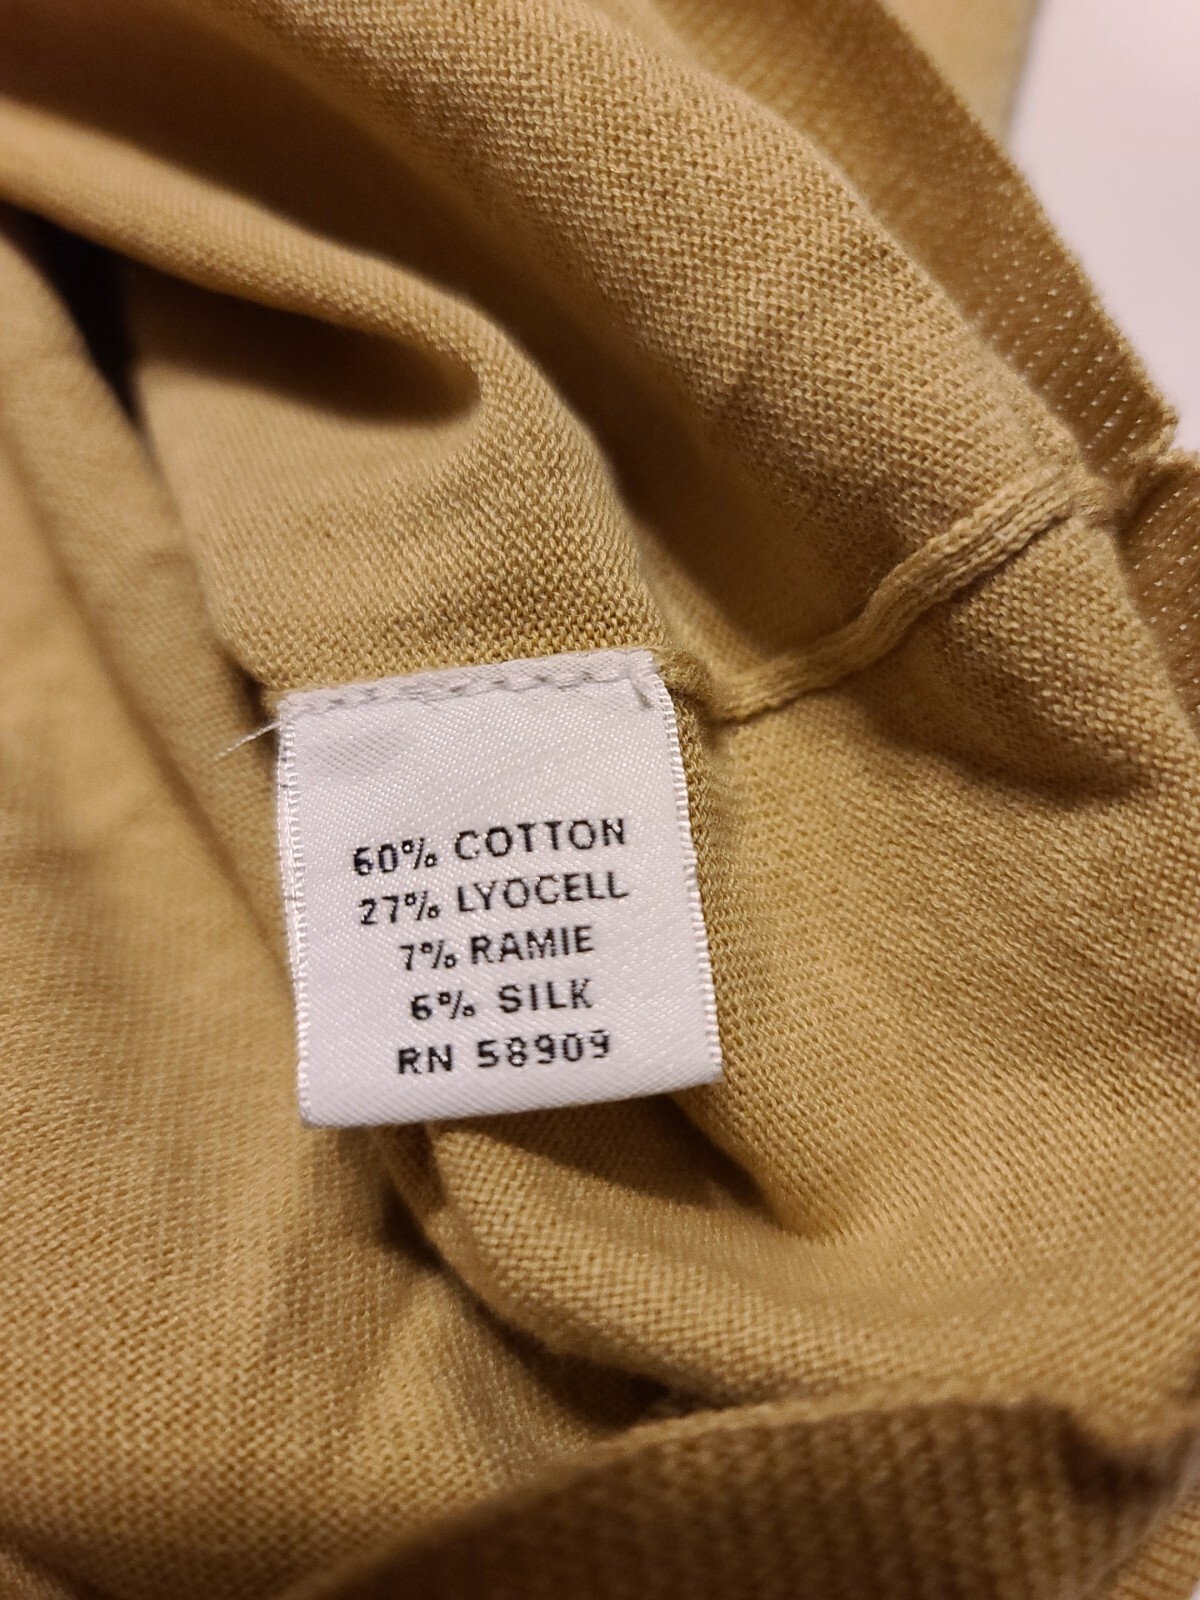 60% COTTON
27% LYOCELL
7% RAMIE
6% SILK
RN 58909